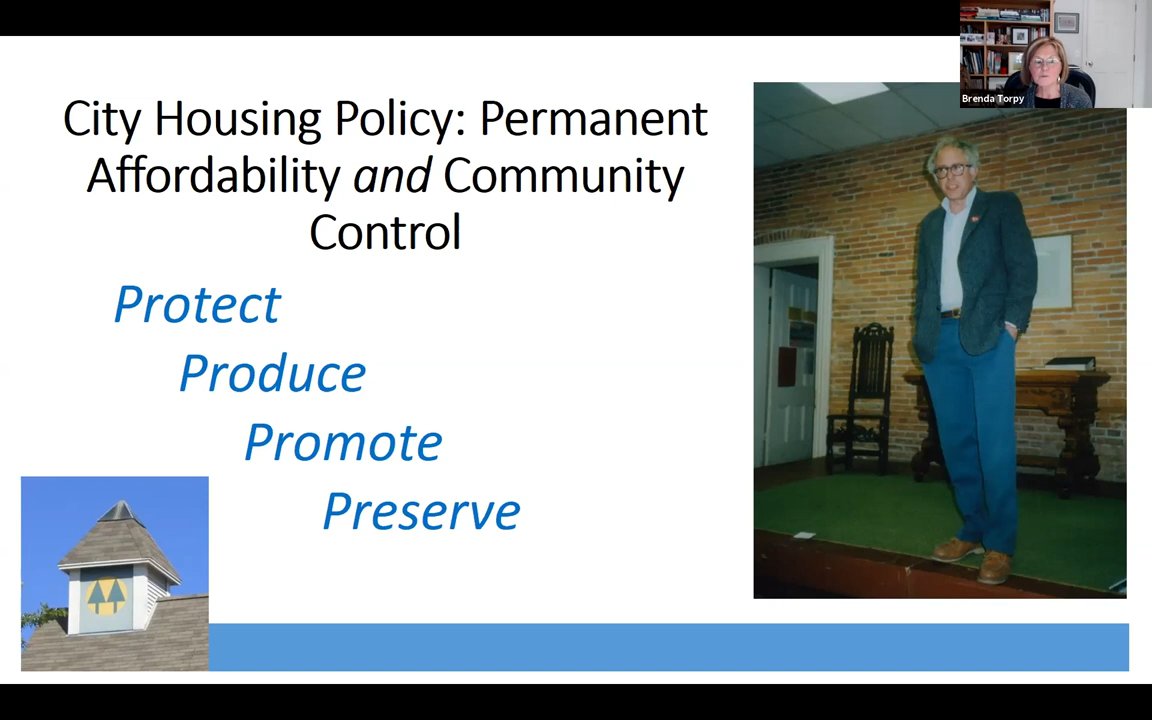 City Housing Policy: Permanent
Affordability and Community
Control
Protect
Produce
Promote
Preserve
Brenda Torpy